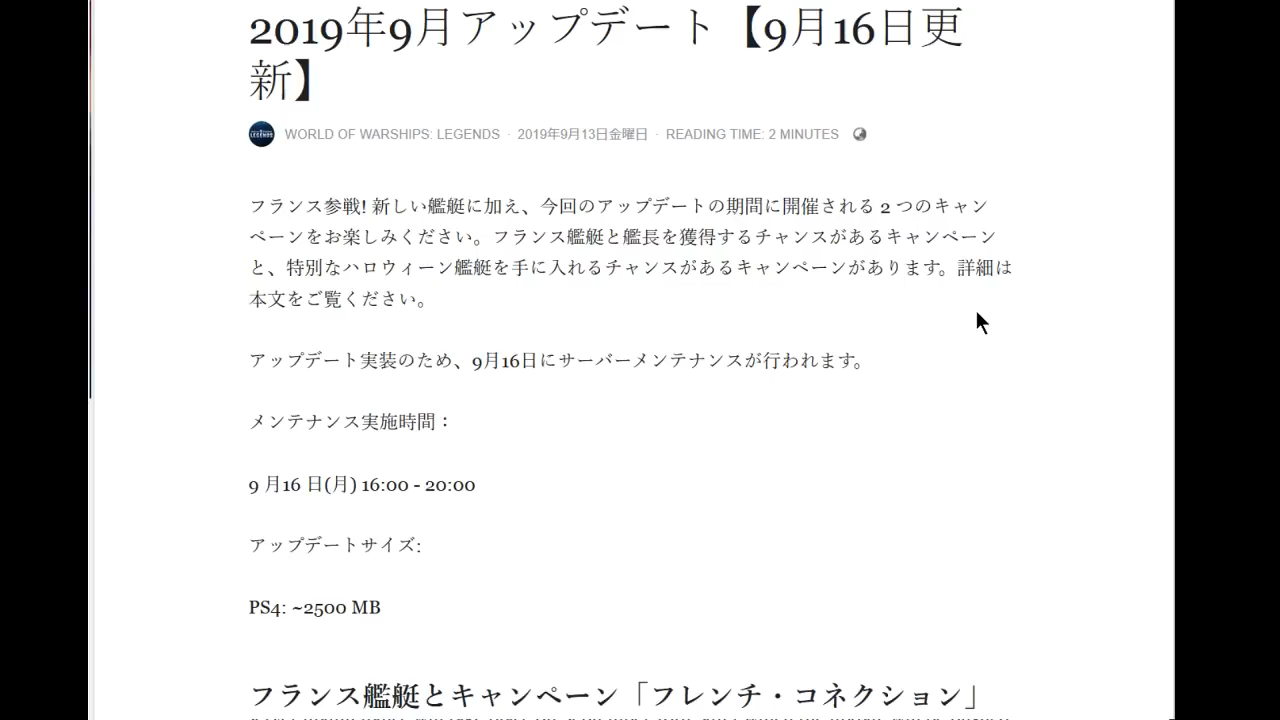 2019年9月アップデート【9月16日更
新】
WORLD OF WARSHIPS: LEGENDS · 2019年9月13日金曜日 · READING TIME: 2 MINUTES
フランス参戦! 新しい艦艇に加え、今回のアップデートの期間に開催される 2 つのキャン
ペーンをお楽しみください。フランス艦艇と艦長を獲得するチャンスがあるキャンペーン
と、特別なハロウィーン艦艇を手に入れるチャンスがあるキャンペーンがあります。詳細は
本文をご覧ください。
アップデート実装のため、9月16日にサーバーメンテナンスが行われます。
メンテナンス実施時間：
9 月16 日(月) 16:00 - 20:00
アップデートサイズ:
PS4: ~2500 MB
フランス艦艇とキャンペーン「フレンチ・コネクション」